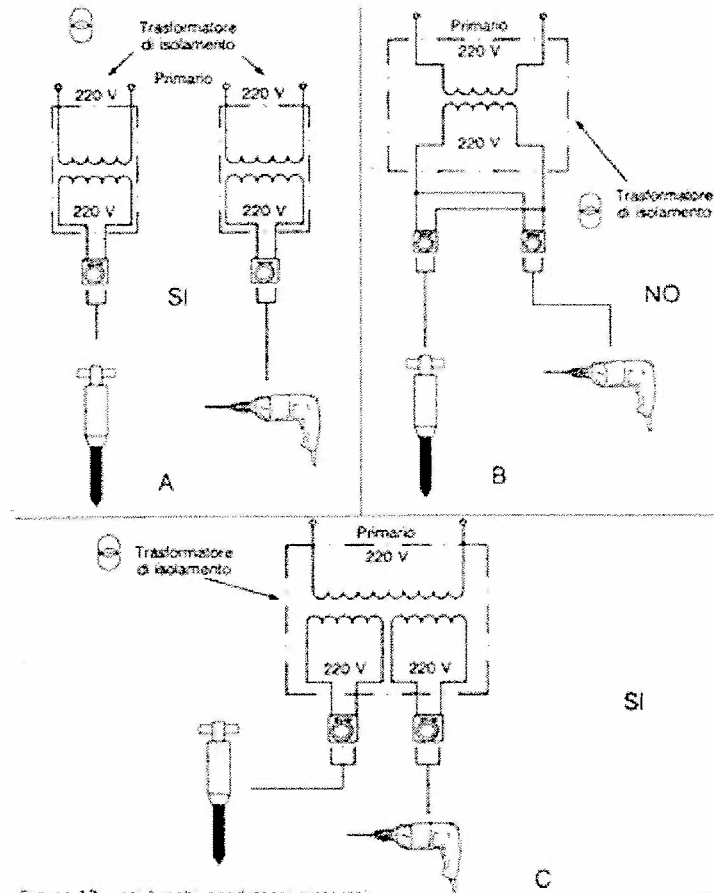 Trasformatore
di isolamento
Primario
220 V
220 V
220 V
220 V
SI
A
Primario
220 V
220 V
Trasformatore
di isolamento
NO
B
Trasformatore
di isolamento
Primario
220 V
220 V
220 V
SI
C